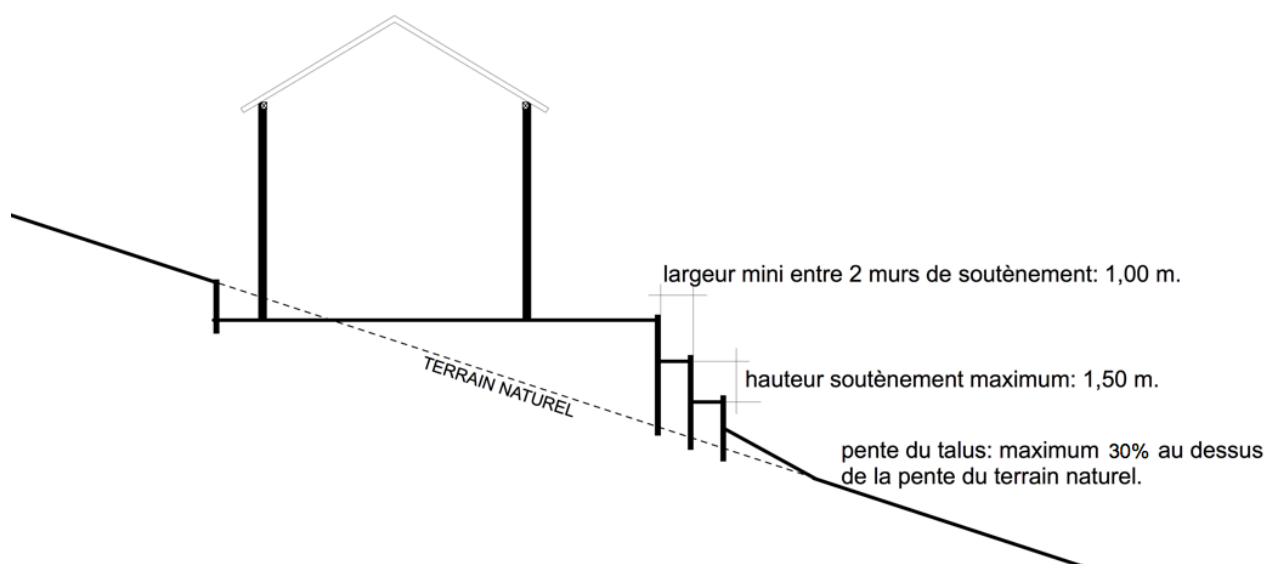 largeur mini entre 2 murs de soutènement: 1,00 m.
TERRAIN NATUREL
hauteur soutènement maximum: 1,50 m.
pente du talus: maximum 30% au dessus
de la pente du terrain naturel.